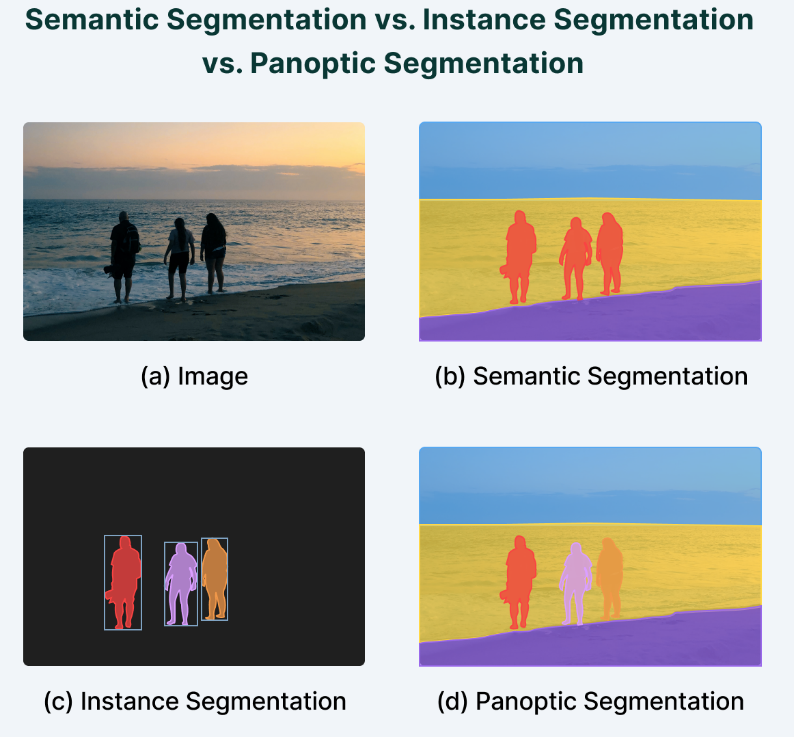 Semantic Segmentation vs. Instance Segmentation
vs. Panoptic Segmentation
(a) Image
(b) Semantic Segmentation
(c) Instance Segmentation
(d) Panoptic Segmentation